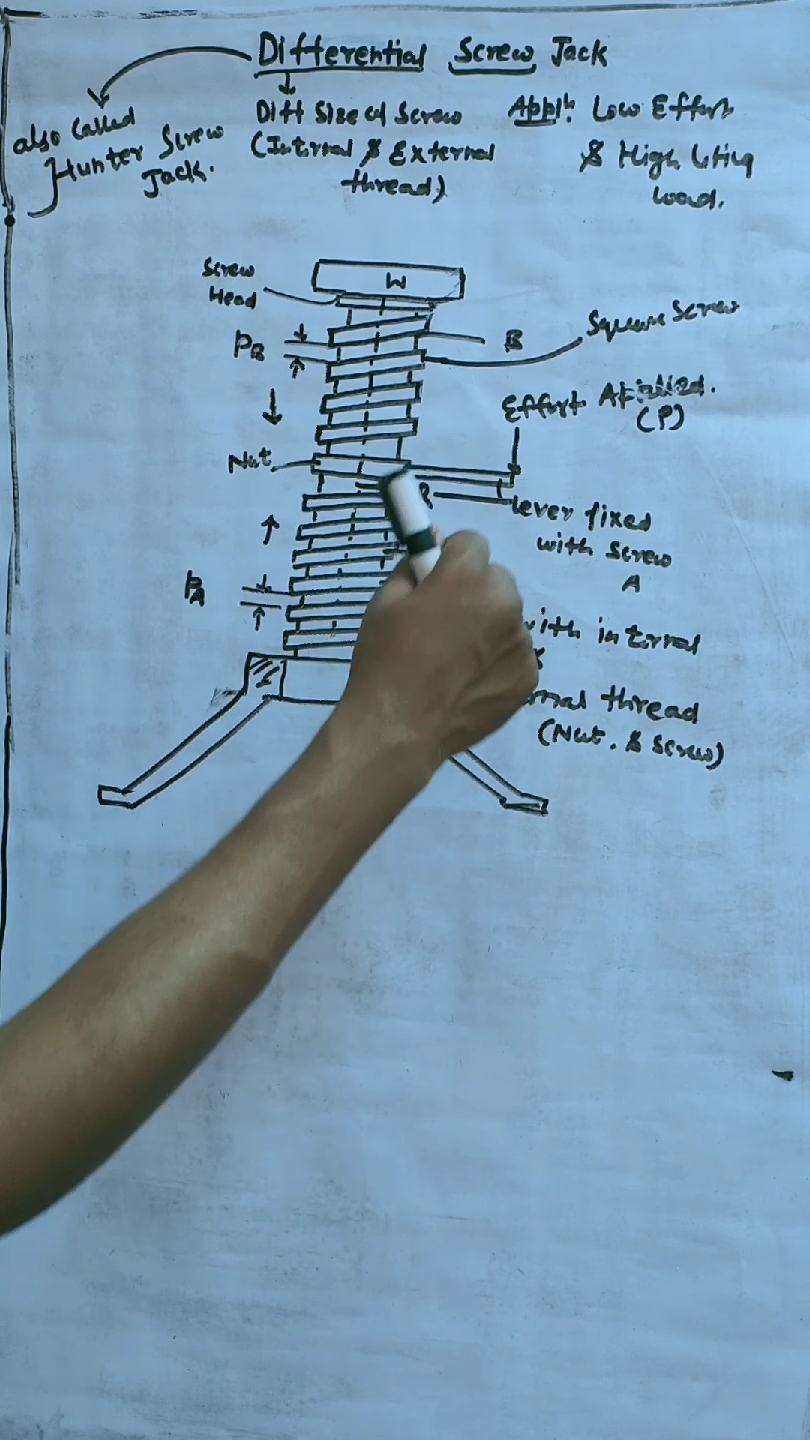 Differential Screw Jack
also called
Hunter Screw
Jack.
Diff Size of Screw
(Internal & External
thread)
Appl: Low Effort
& High Lifting
Load.
W
Screw
Head
PB
B
Square Screw
Effort Applied.
(P)
Nut
lever fixed
with Screw
A
PA
with internal
&
rnal thread
(Nut. & Screw)